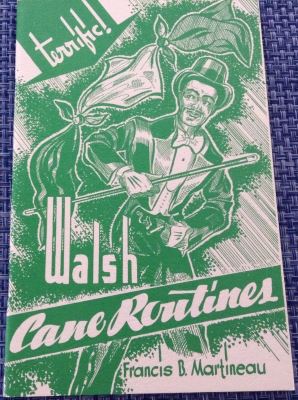 terrific!
Walsh
Cane Routines
Francis B. Martineau